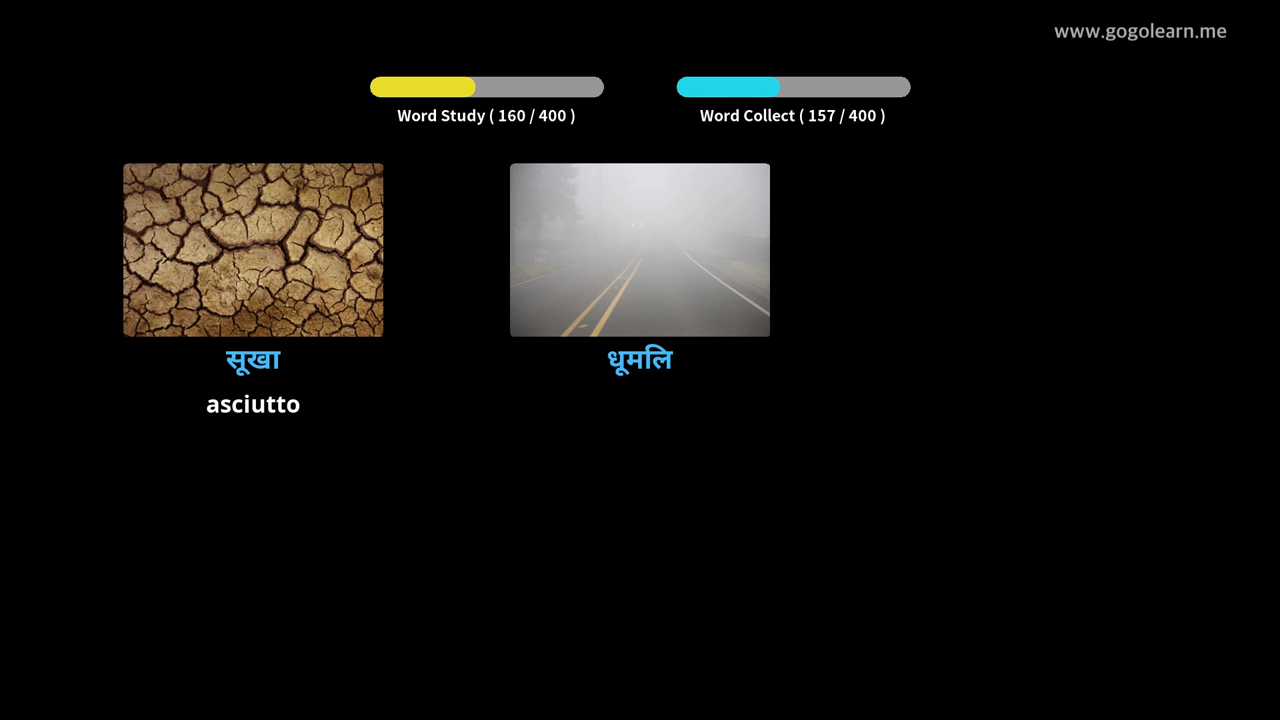 www.gogolearn.me
Word Study ( 160 / 400 )
Word Collect ( 157 / 400 )
सूखा
धूमलि
asciutto